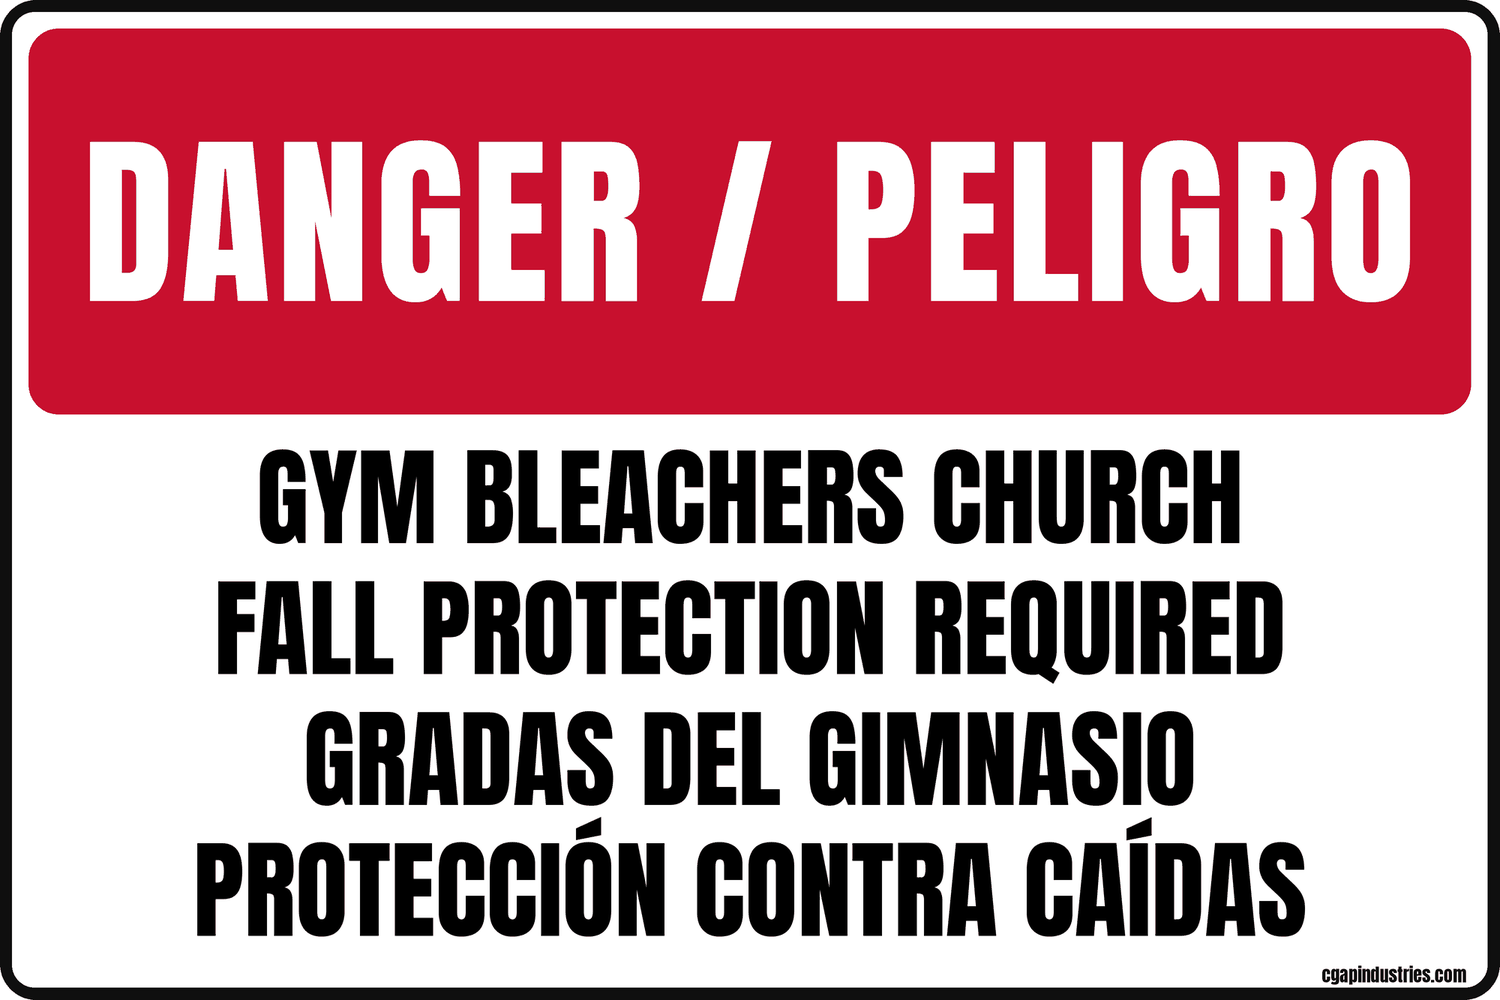 DANGER / PELIGRO
GYM BLEACHERS CHURCH
FALL PROTECTION REQUIRED
GRADAS DEL GIMNASIO
PROTECCIÓN CONTRA CAÍDAS
cgapindustries.com